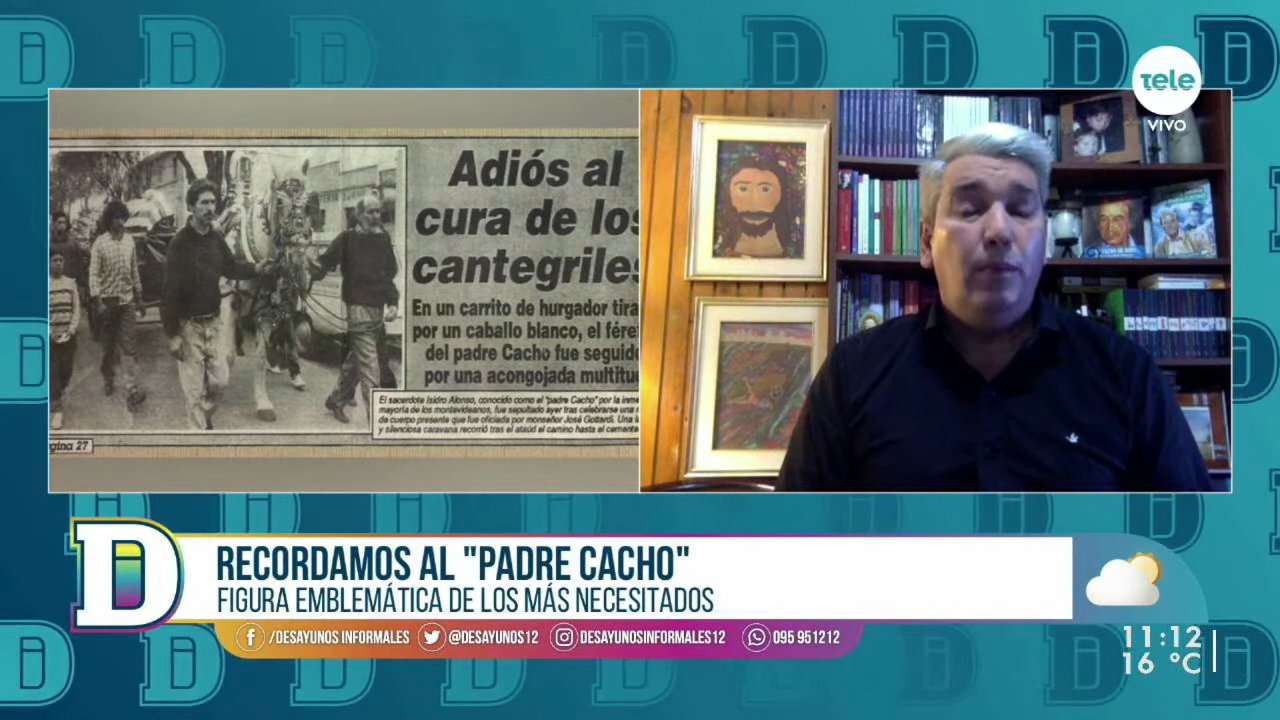 tele
VIVO
Adiós al
cura de los
cantegriles
En un carrito de hurgador tira
por un caballo blanco, el fére
del padre Cacho fue seguid
por una acongojada multitu
El sacerdote Isidro Alonso, conocido como el "padre Cacho" por la inme
mayoría de los montevideanos, fue sepultado ayer tras celebrarse una
de cuerpo presente que fue oficiada por monseñor José Gottardi. Una
y silenciosa caravana recorrió tras el ataúd el camino hasta el cemente
gina 27
D
RECORDAMOS AL "PADRE CACHO"
FIGURA EMBLEMÁTICA DE LOS MÁS NECESITADOS
/DESAYUNOS INFORMALES @DESAYUNOS12 DESAYUNOSINFORMALES12 095 951212
11:12
16 °C